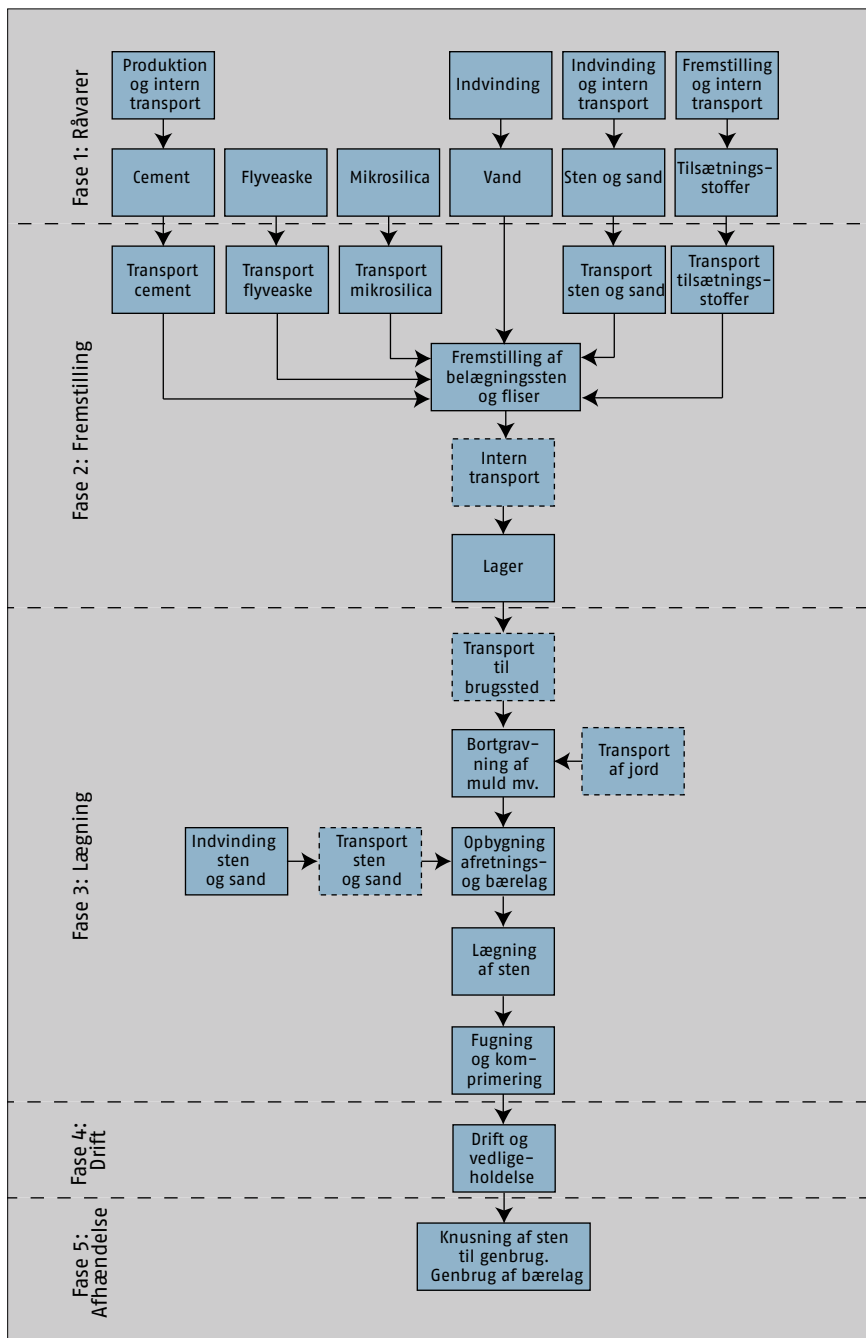 Fase 1: Råvarer
Produktion
og intern
transport
Indvinding
Indvinding
og intern
transport
Fremstilling
og intern
transport
Cement
Flyveaske
Mikrosilica
Vand
Sten og sand
Tilsætnings-
stoffer
Fase 2: Fremstilling
Transport
cement
Transport
flyveaske
Transport
mikrosilica
Transport
sten og sand
Transport
tilsætnings-
stoffer
Fremstilling af
belægningssten
og fliser
Intern
transport
Lager
Fase 3: Lægning
Transport
til
brugssted
Bortgrav-
ning af
muld mv.
Transport
af jord
Indvinding
sten
og sand
Transport
sten
og sand
Opbygning
afretnings-
og bærelag
Lægning
af sten
Fugning
og kom-
primering
Fase 4:
Drift
Drift og
vedlige-
holdelse
Fase 5:
Afhændelse
Knusning af sten
til genbrug.
Genbrug af bærelag